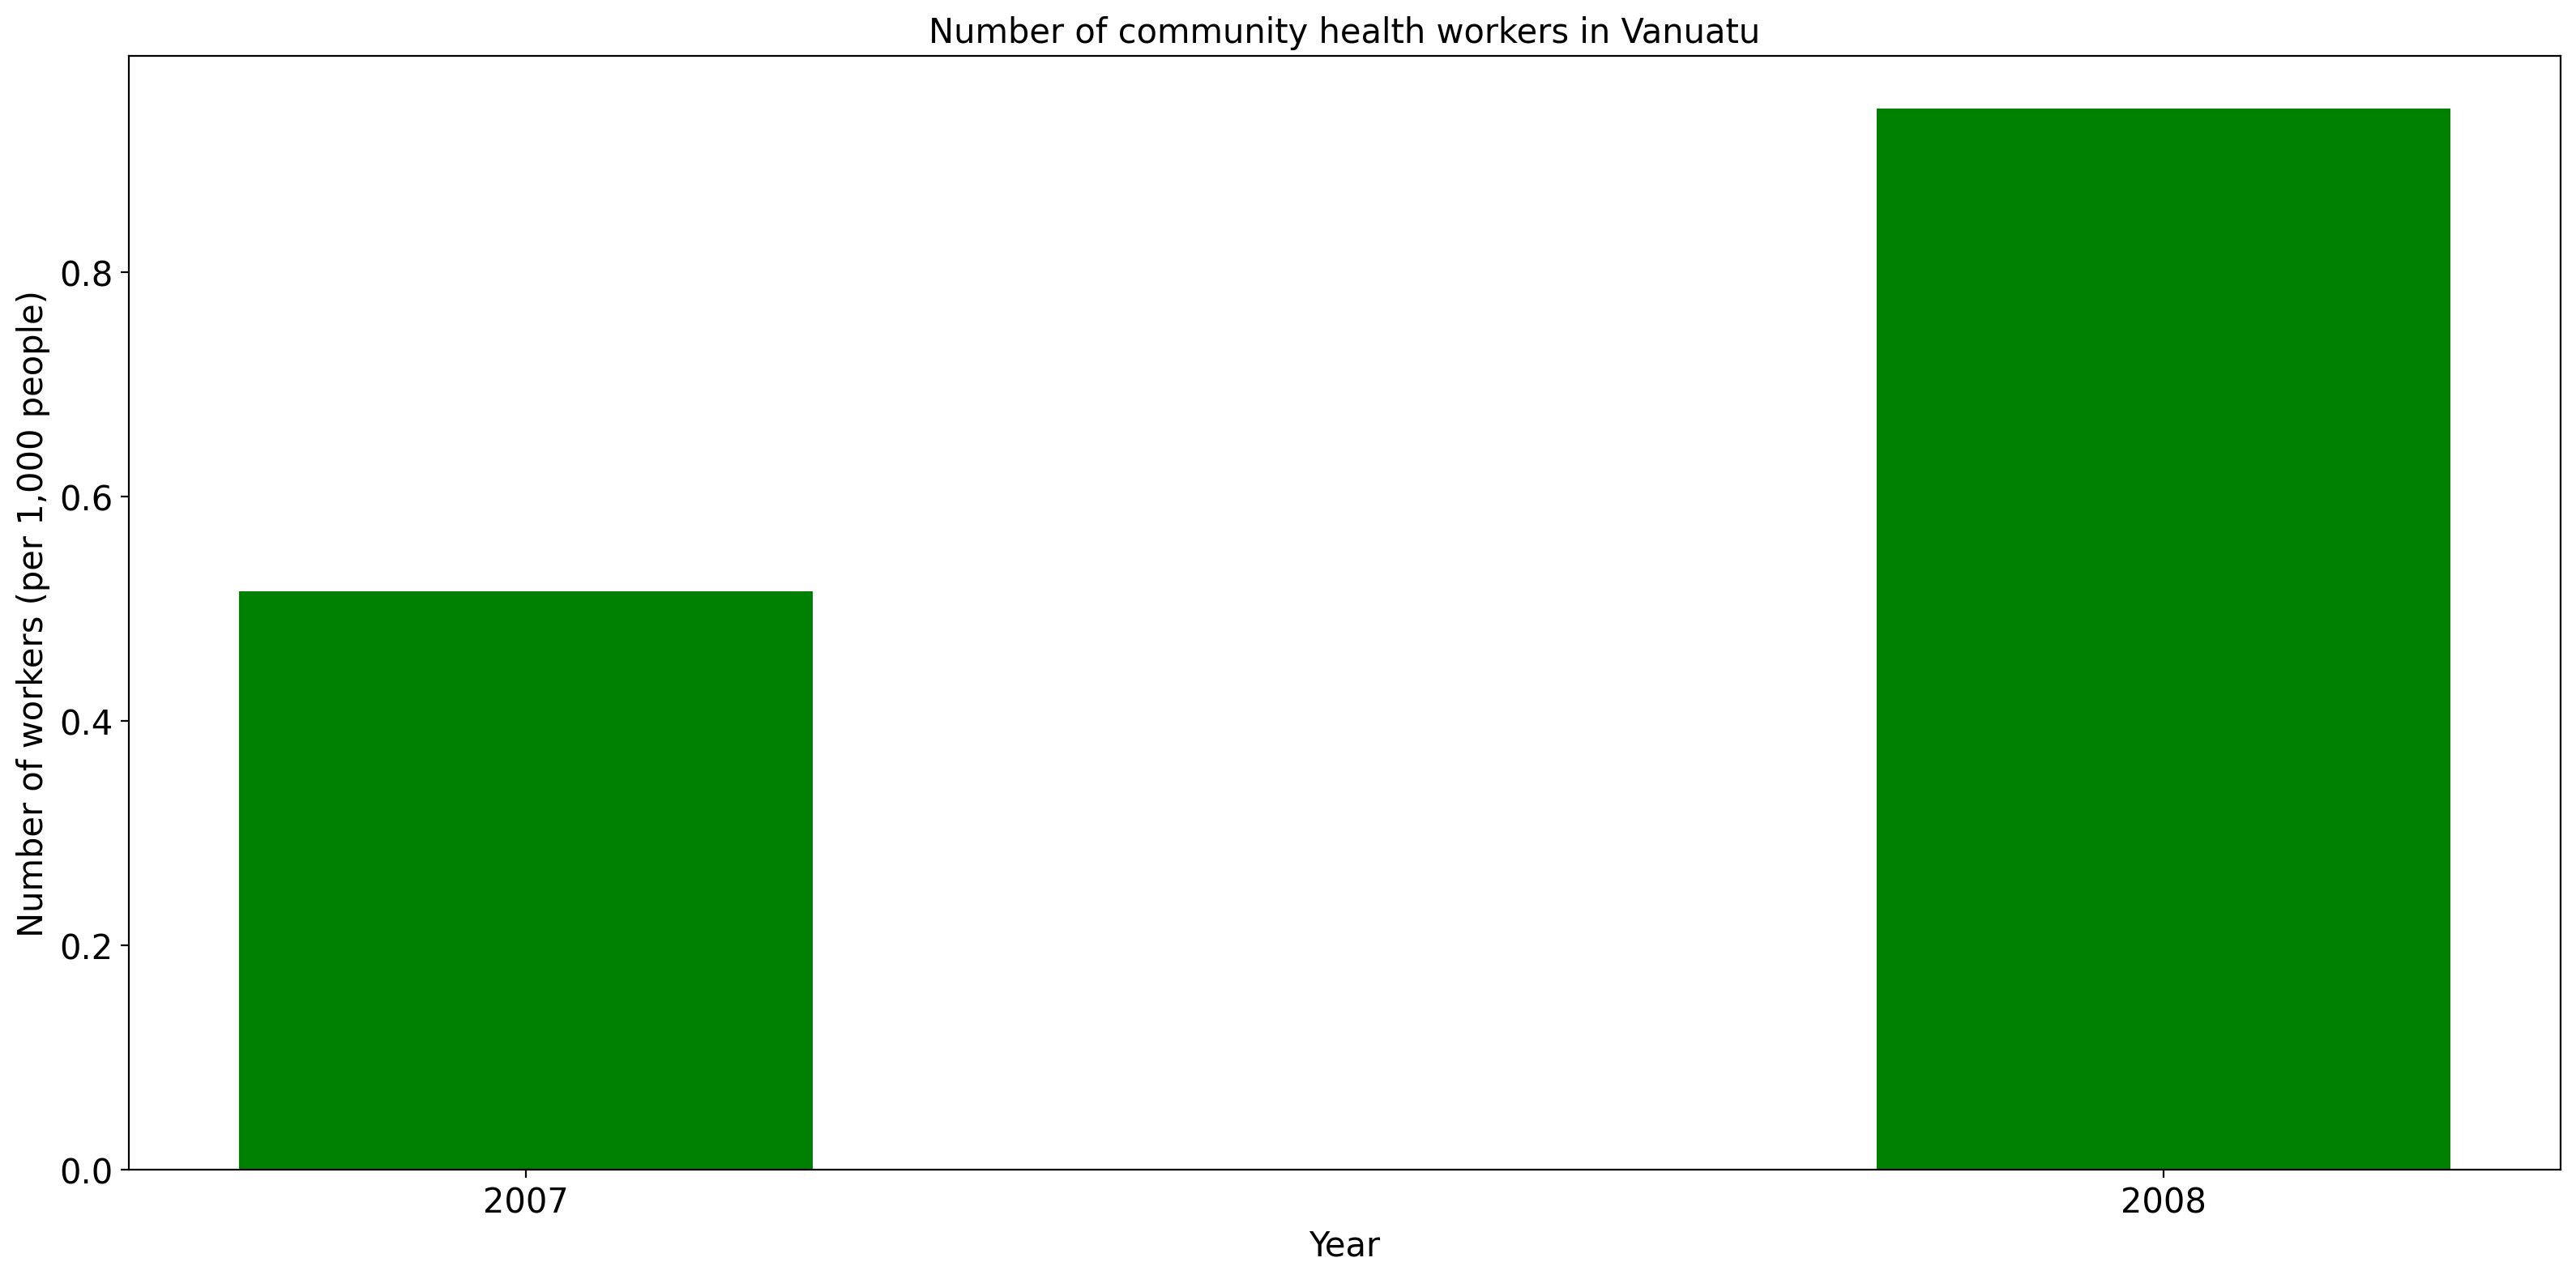 Number of community health workers in Vanuatu
Number of workers (per 1,000 people)
0.8
0.6
0.4
0.2
0.0
2007
2008
Year